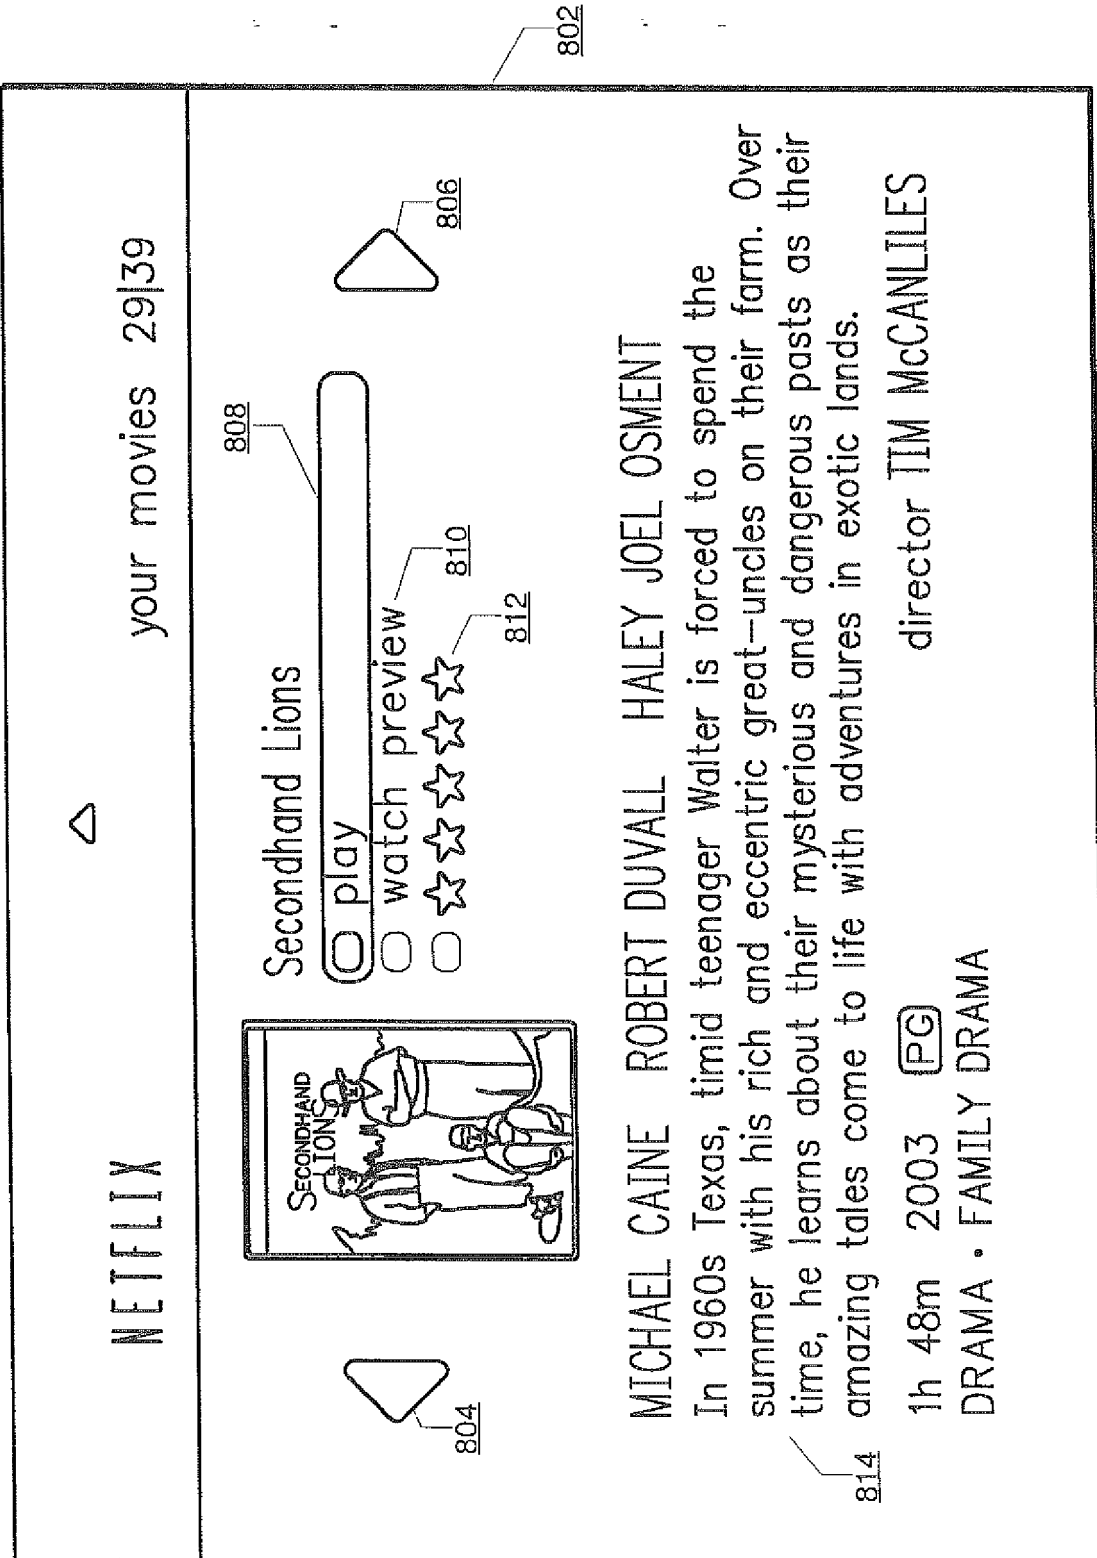 802
NETFLIX
your movies 29|39
Secondhand Lions
808
play
806
watch preview
810
812
SECONDHAND
LIONS
804
MICHAEL CAINE ROBERT DUVALL HALEY JOEL OSMENT
In 1960s Texas, timid teenager Walter is forced to spend the
summer with his rich and eccentric great--uncles on their farm. Over
time, he learns about their mysterious and dangerous pasts as their
amazing tales come to life with adventures in exotic lands.
814
1h 48m 2003 PG director TIM McCANLILES
DRAMA • FAMILY DRAMA